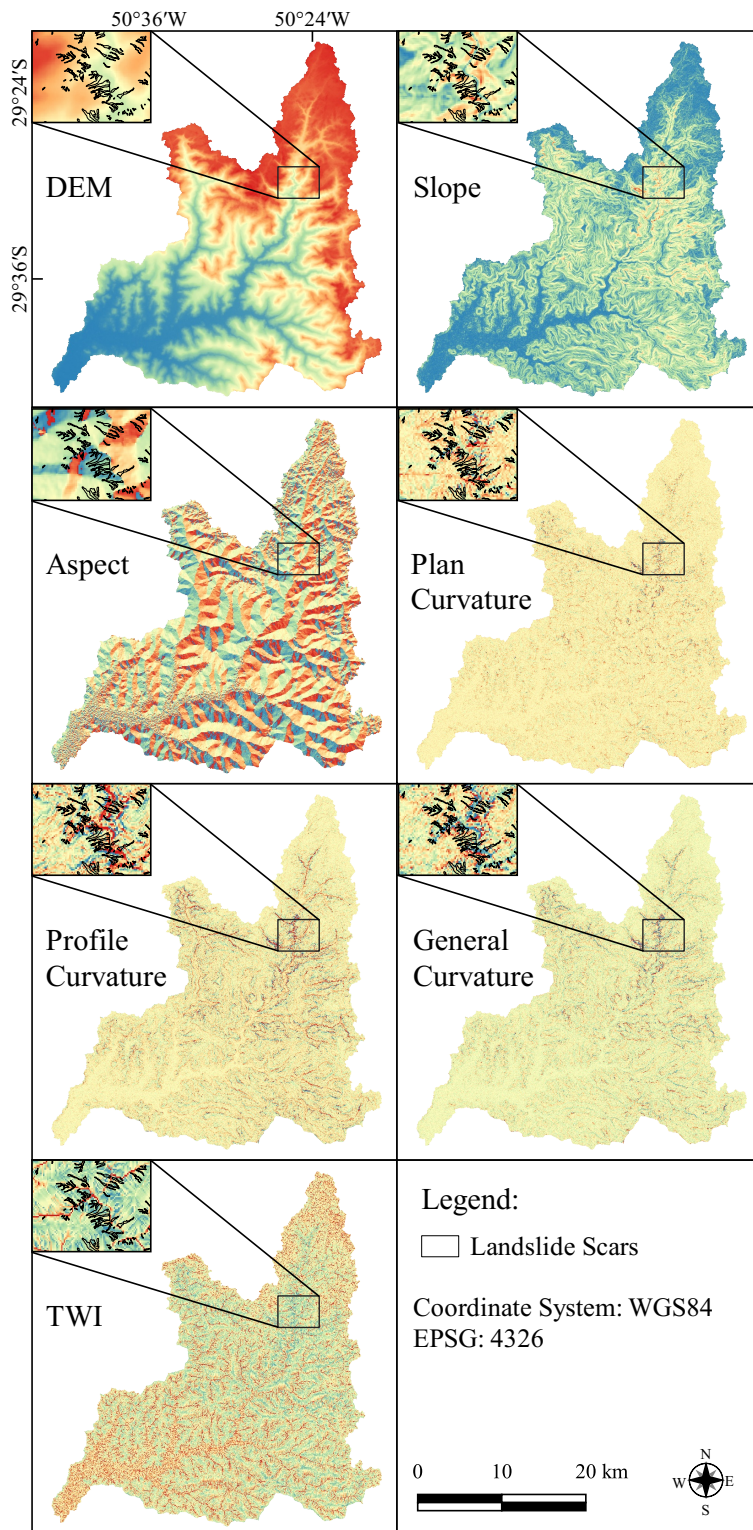 50°36′W 50°24′W
29°24′S
29°36′S
DEM
Slope
Aspect
Plan
Curvature
Profile
Curvature
General
Curvature
TWI
Legend:
Landslide Scars
Coordinate System: WGS84
EPSG: 4326
0 10 20 km
N
W E
S